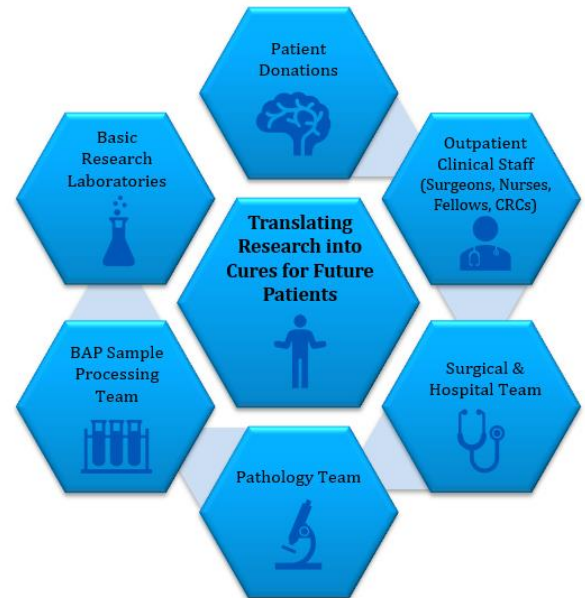 Patient
Donations
Outpatient
Clinical Staff
(Surgeons, Nurses,
Fellows, CRCs)
Surgical &
Hospital Team
Pathology Team
BAP Sample
Processing
Team
Basic
Research
Laboratories
Translating
Research into
Cures for Future
Patients